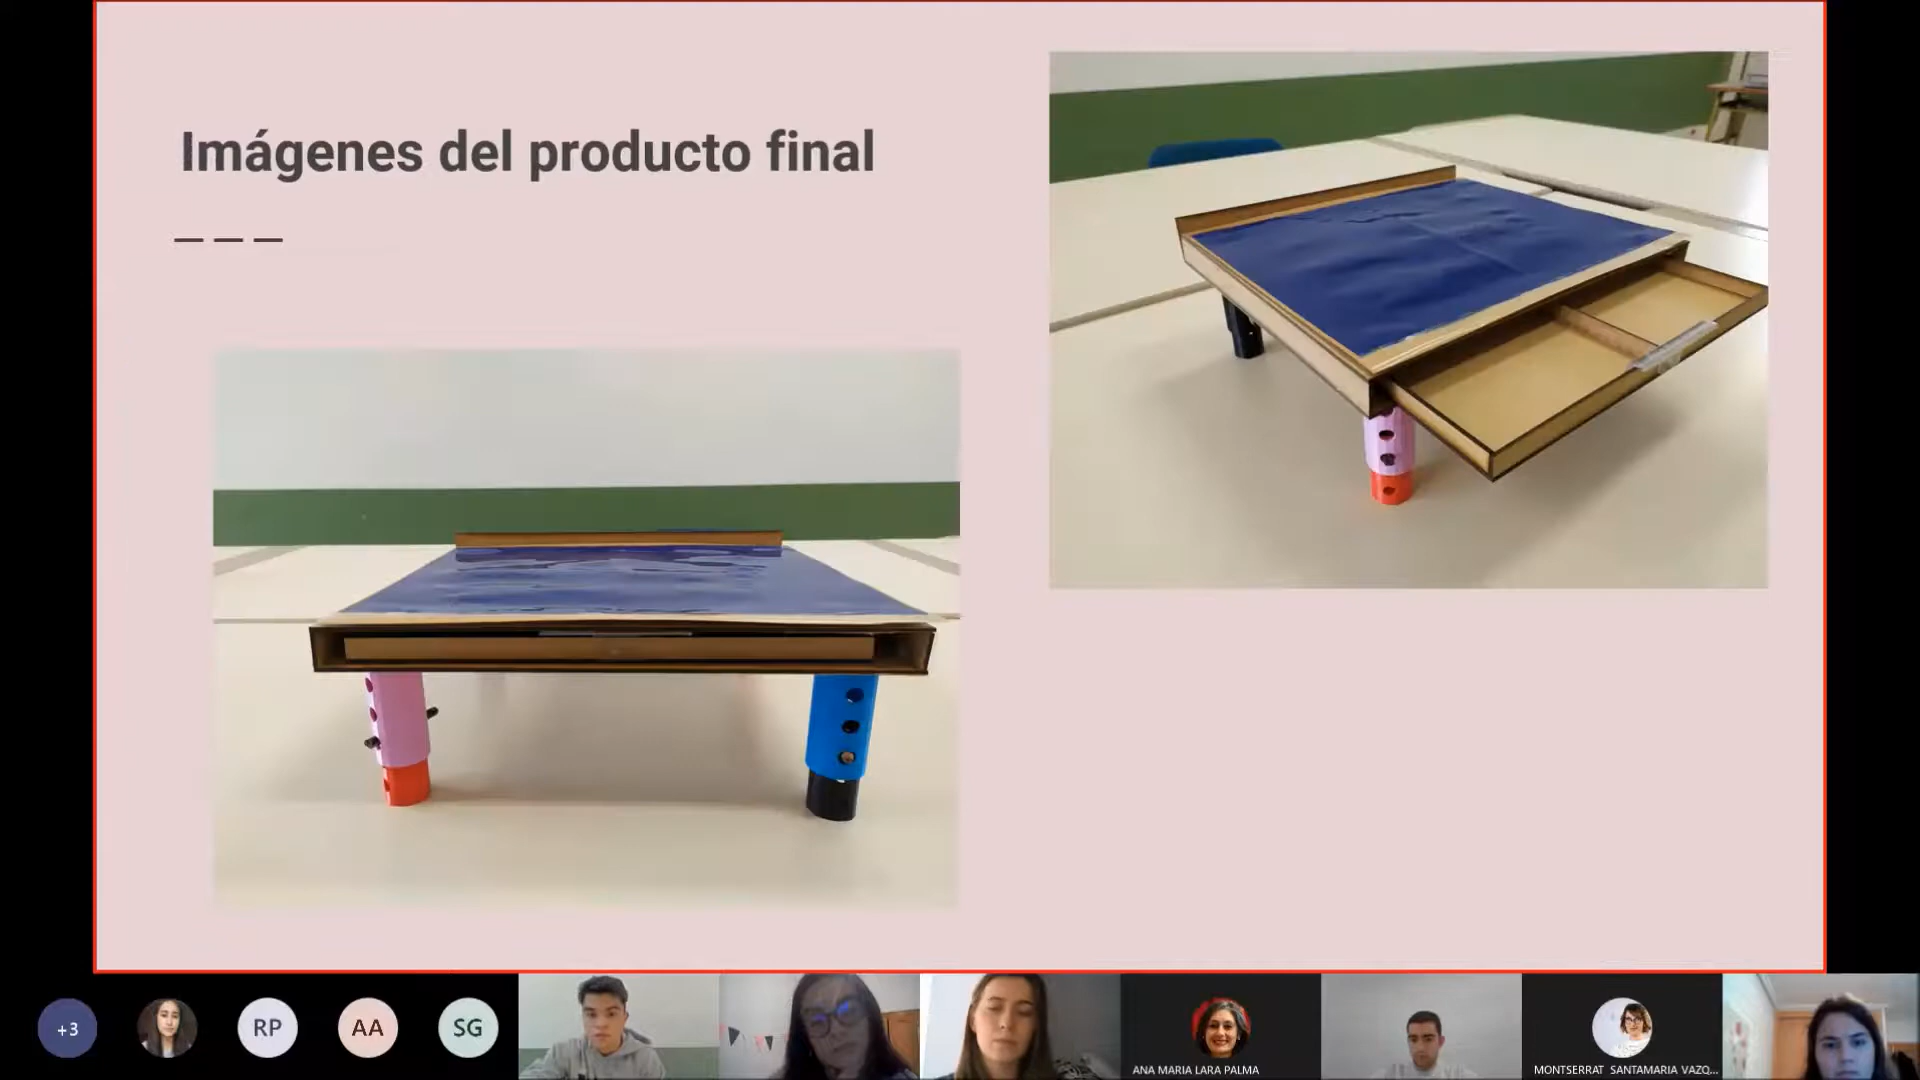 Imágenes del producto final
+3
RP
AA
SG
ANA MARIA LARA PALMA
MONTSERRAT SANTAMARIA VAZQ...